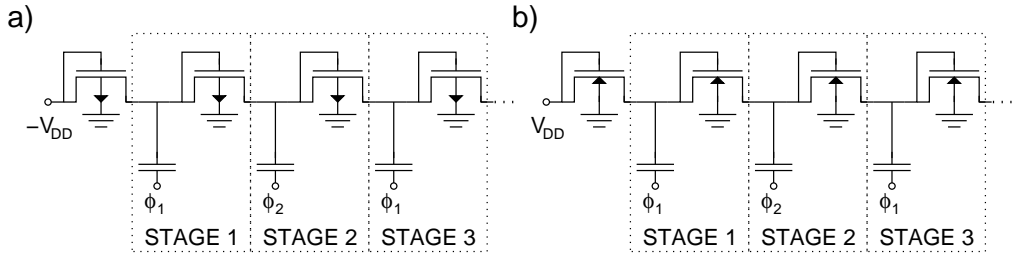 a)
b)
−V_DD
V_DD
ϕ1
ϕ2
ϕ1
ϕ1
ϕ2
ϕ1
STAGE 1
STAGE 2
STAGE 3
STAGE 1
STAGE 2
STAGE 3